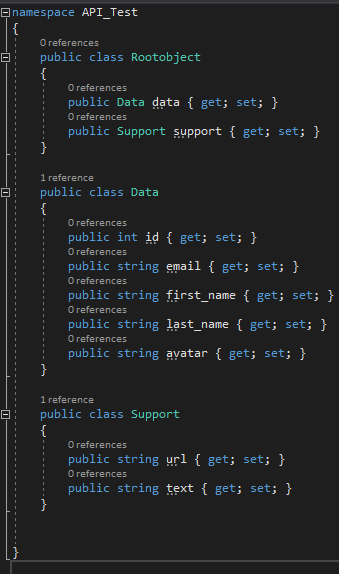 namespace API_Test
{
0 references
public class Rootobject
{
0 references
public Data data { get; set; }
0 references
public Support support { get; set; }
}
1 reference
public class Data
{
0 references
public int id { get; set; }
0 references
public string email { get; set; }
0 references
public string first_name { get; set; }
0 references
public string last_name { get; set; }
0 references
public string avatar { get; set; }
}
1 reference
public class Support
{
0 references
public string url { get; set; }
0 references
public string text { get; set; }
}
}